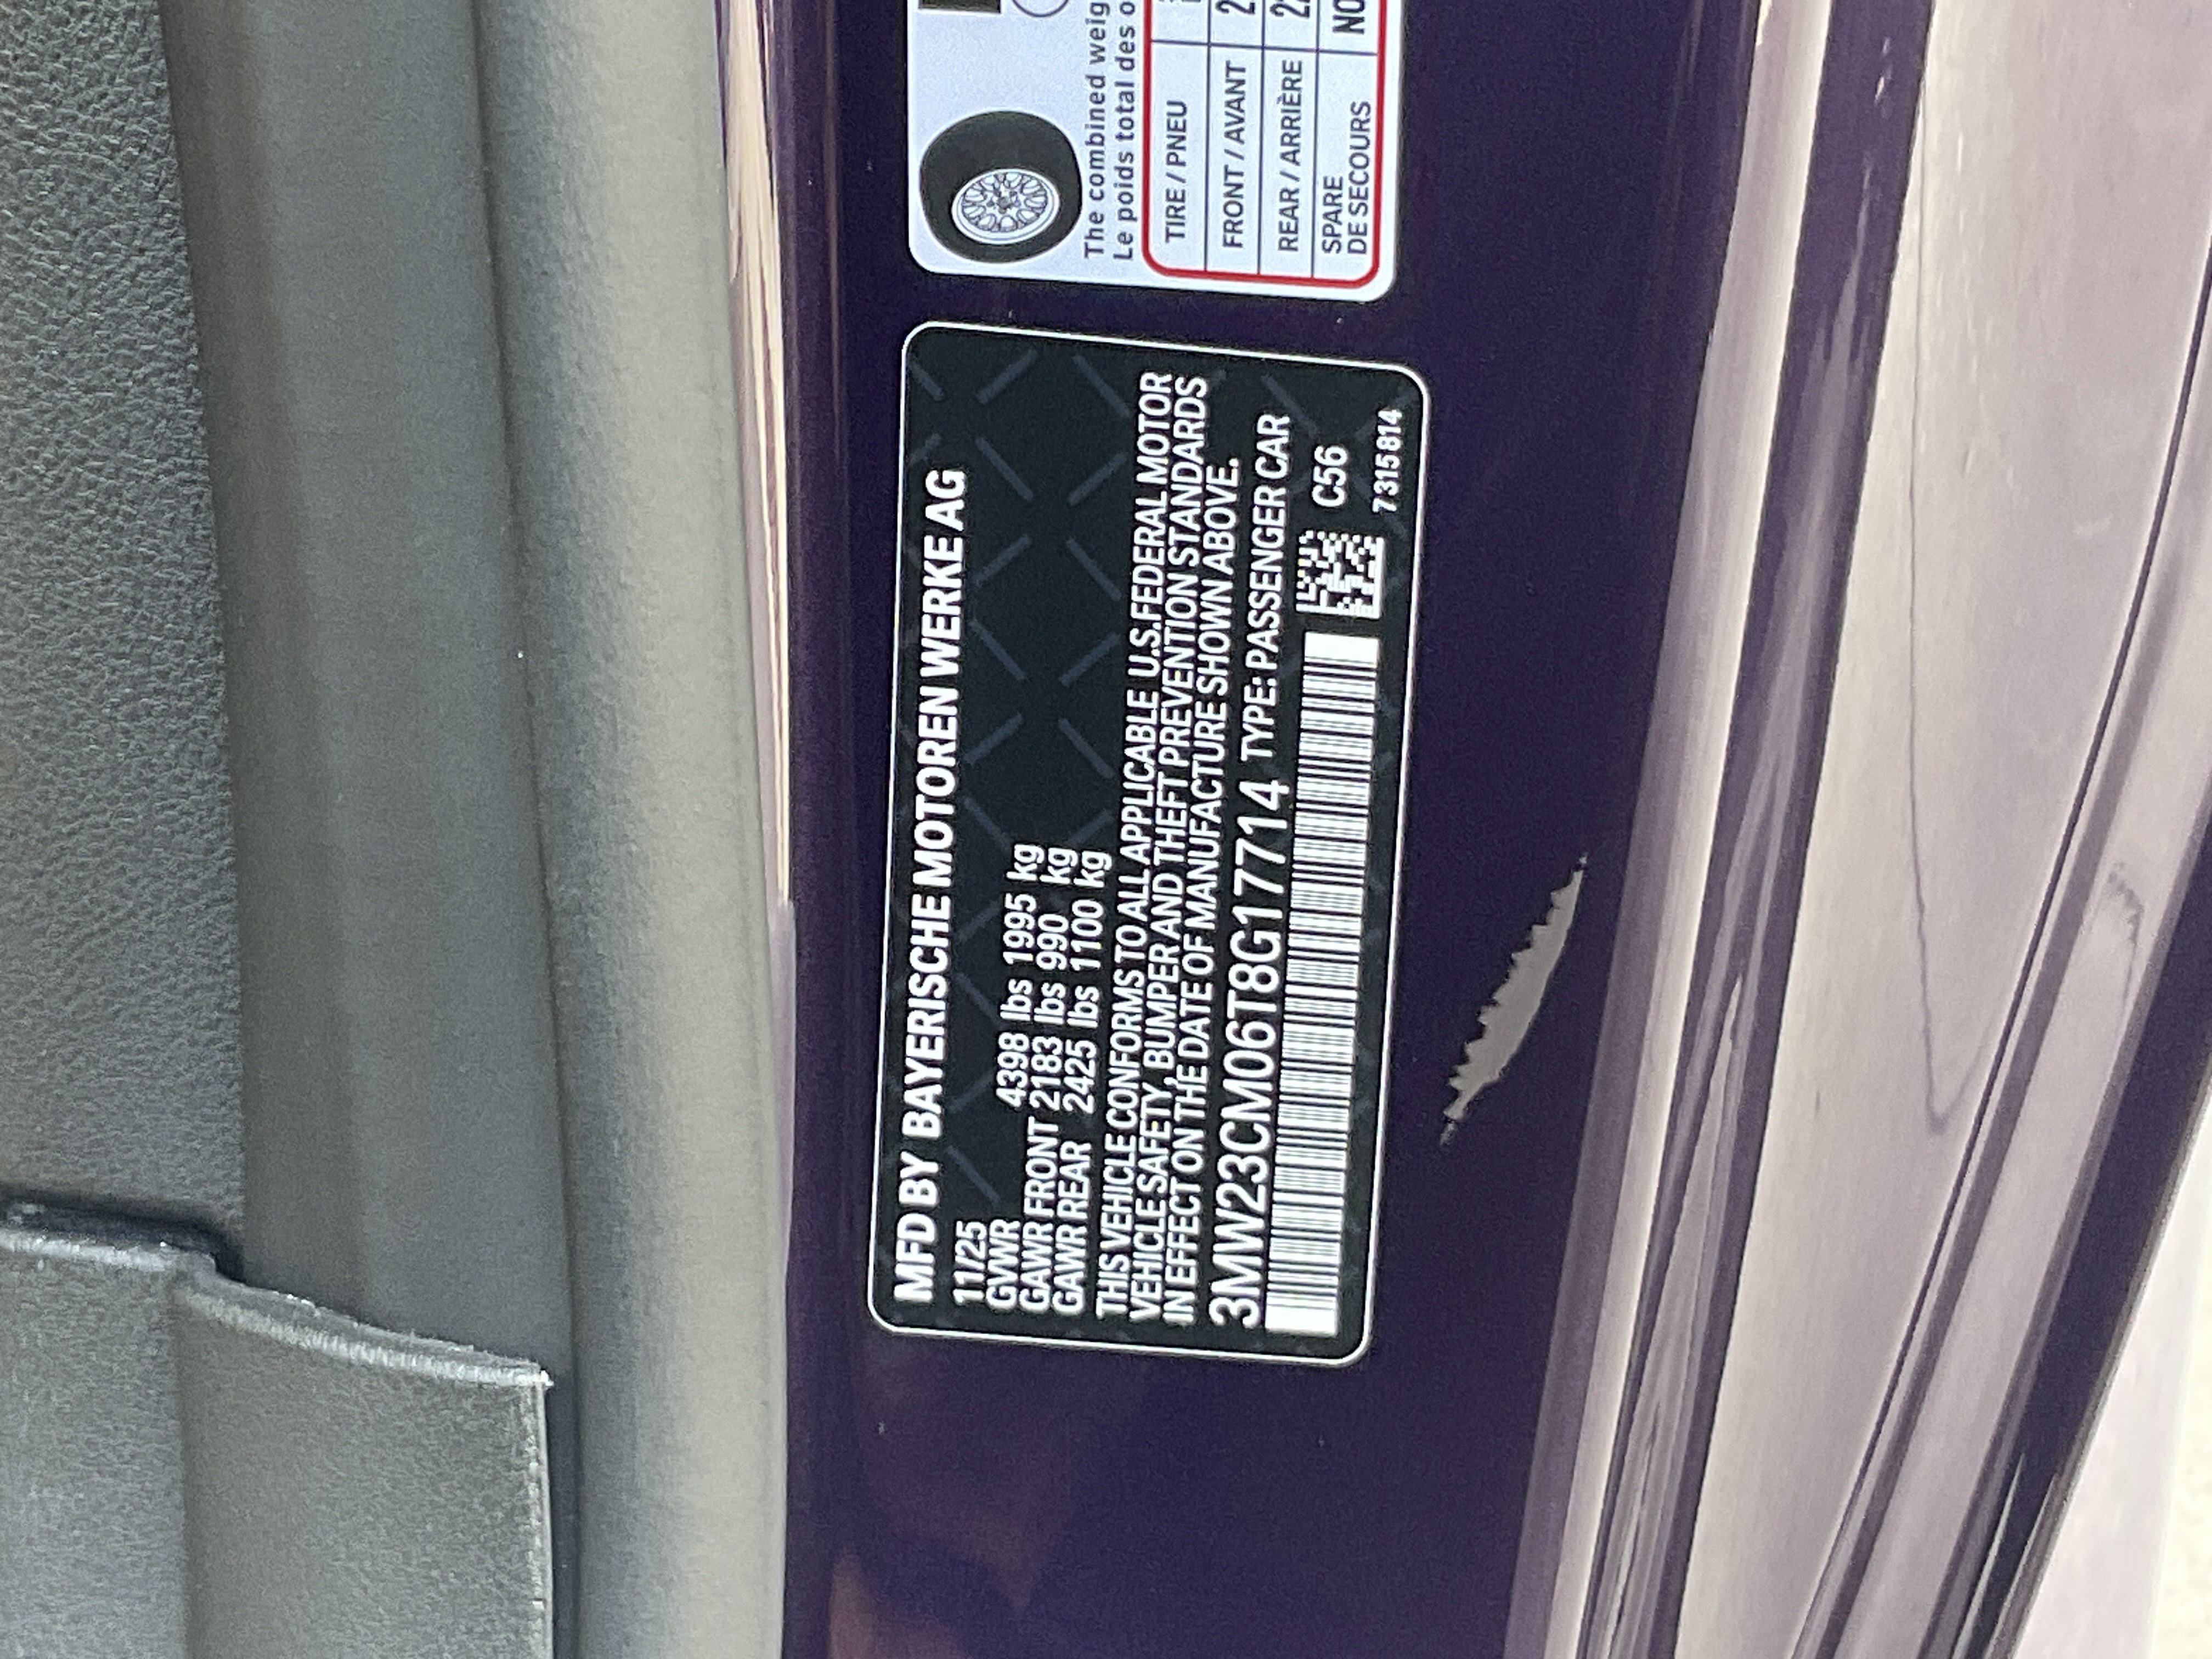 MFD BY BAYERISCHE MOTOREN WERKE AG
11/25
GVWR 4398 lbs 1995 kg
GAWR FRONT 2183 lbs 990 kg
GAWR REAR 2425 lbs 1100 kg
THIS VEHICLE CONFORMS TO ALL APPLICABLE U.S.FEDERAL MOTOR
VEHICLE SAFETY, BUMPER AND THEFT PREVENTION STANDARDS
IN EFFECT ON THE DATE OF MANUFACTURE SHOWN ABOVE.
3MW23CM06T8G17714 TYPE: PASSENGER CAR
C56
7315814
The combined weig
Le poids total des o
TIRE / PNEU
FRONT / AVANT 2
REAR / ARRIÈRE 2
SPARE
DE SECOURS NO